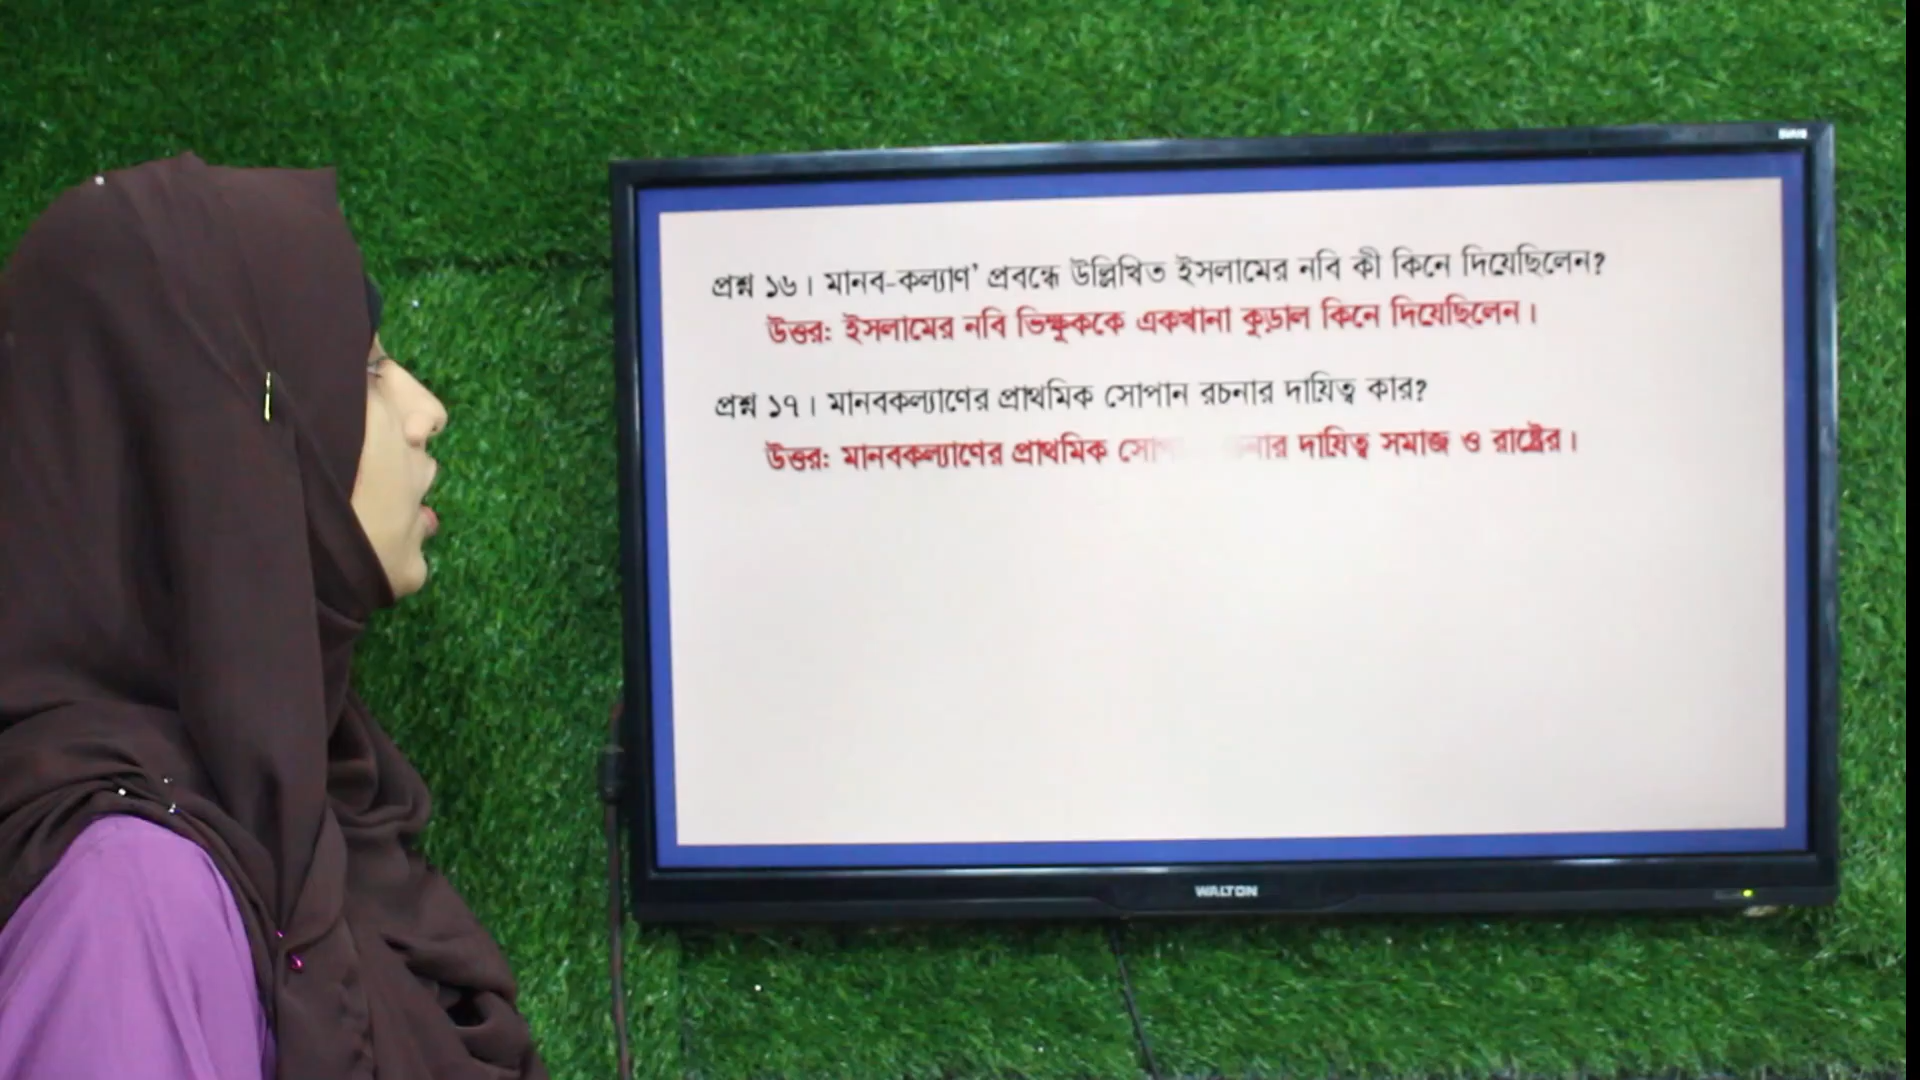 প্রশ্ন ১৬। মানব-কল্যাণ' প্রবন্ধে উল্লিখিত ইসলামের নবি কী কিনে দিয়েছিলেন?
উত্তর: ইসলামের নবি ভিক্ষুককে একখানা কুড়াল কিনে দিয়েছিলেন।
প্রশ্ন ১৭। মানবকল্যাণের প্রাথমিক সোপান রচনার দায়িত্ব কার?
উত্তর: মানবকল্যাণের প্রাথমিক দায়িত্ব সমাজ ও রাষ্ট্রের।
WALTON